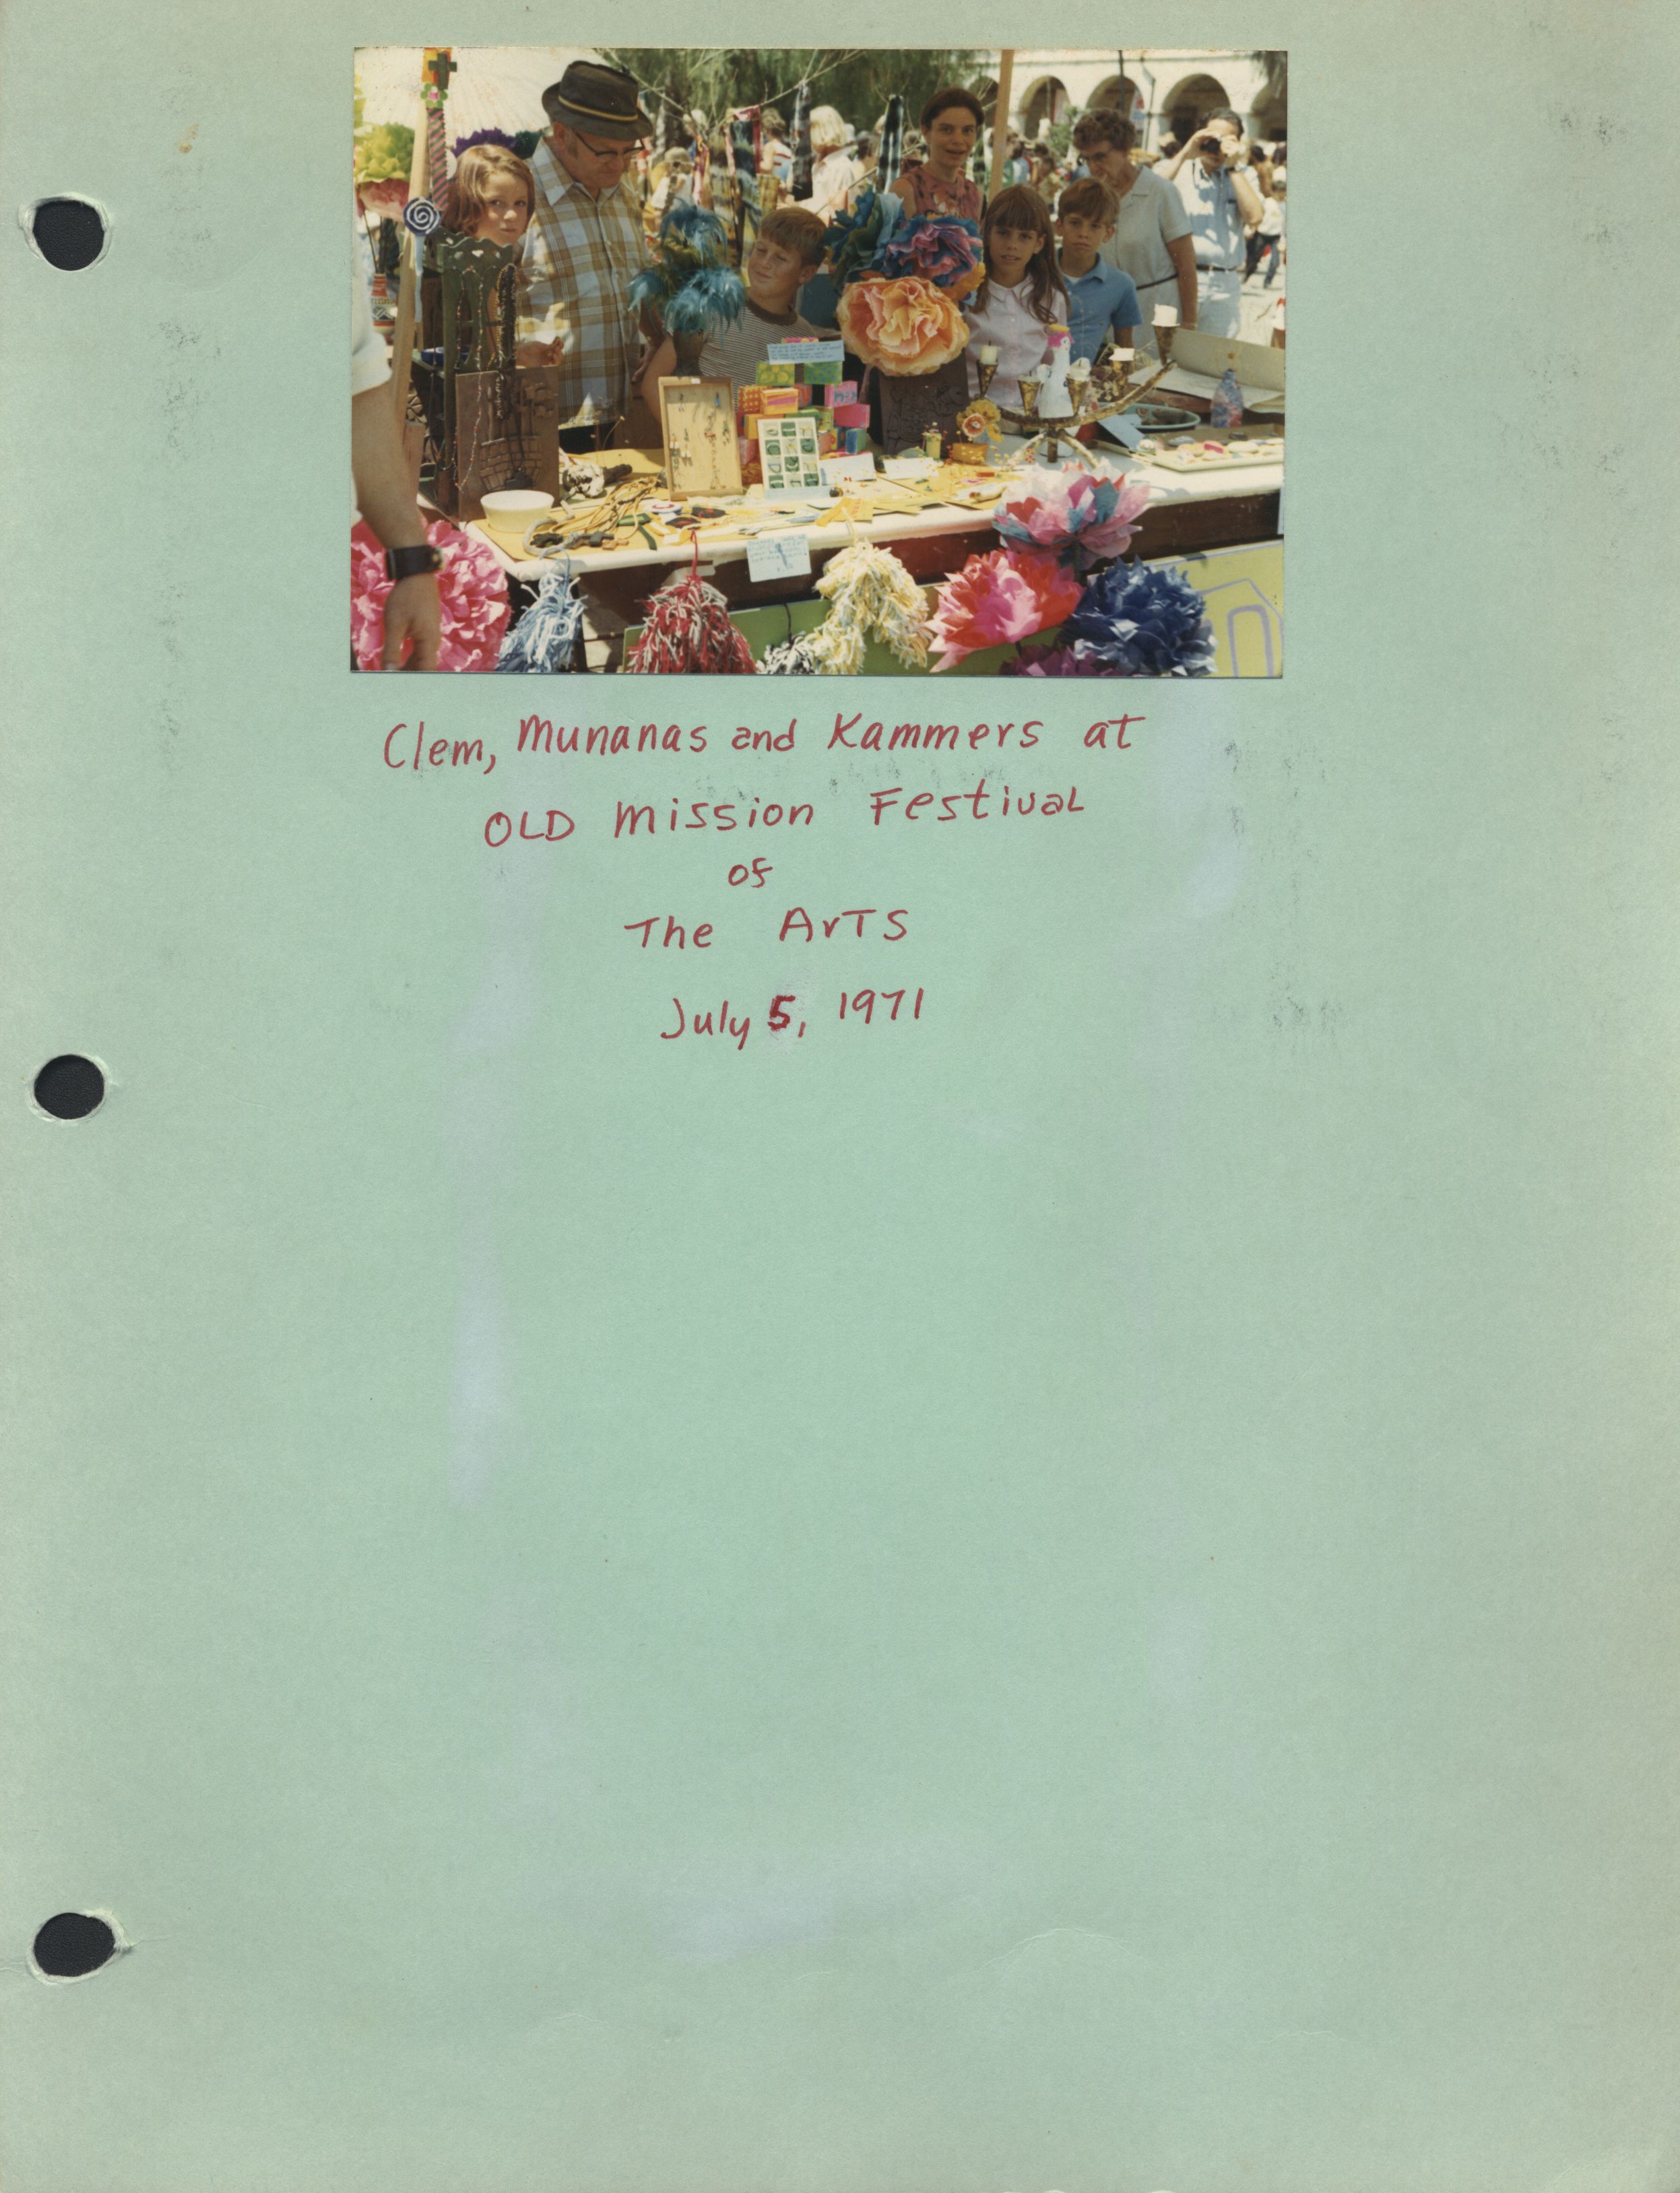 Clem, Munanas and Kammers at
OLD Mission Festival
of
The Arts
July 5, 1971